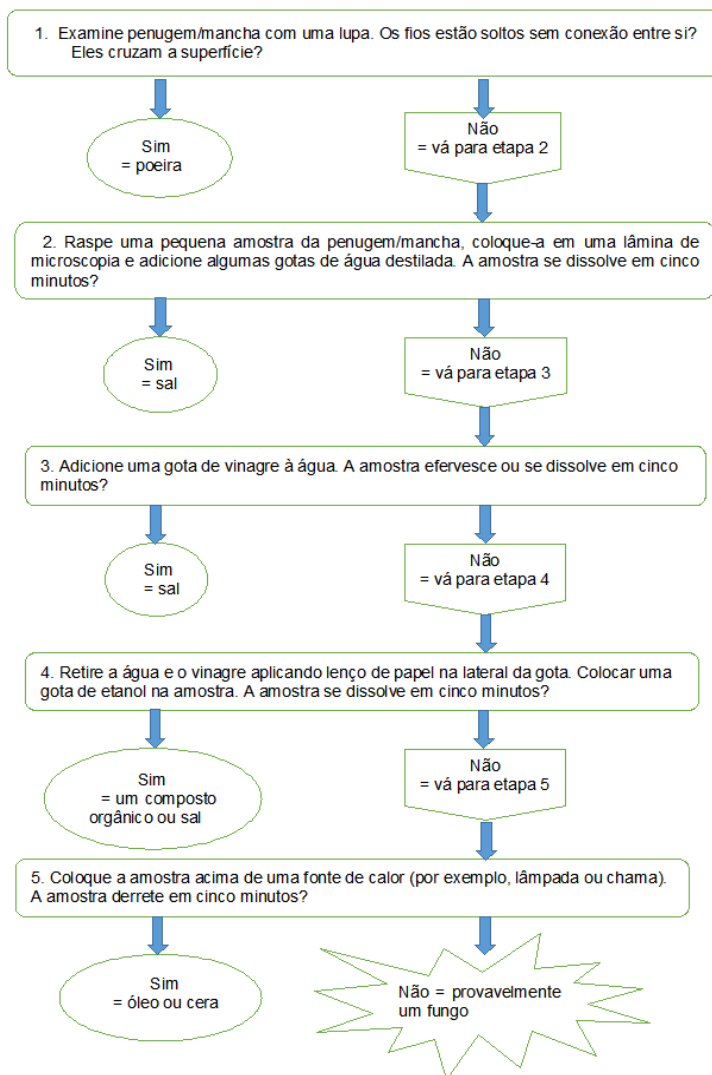 1. Examine penugem/mancha com uma lupa. Os fios estão soltos sem conexão entre si?
Eles cruzam a superfície?
Sim
= poeira
Não
= vá para etapa 2
2. Raspe uma pequena amostra da penugem/mancha, coloque-a em uma lâmina de
microscopia e adicione algumas gotas de água destilada. A amostra se dissolve em cinco
minutos?
Sim
= sal
Não
= vá para etapa 3
3. Adicione uma gota de vinagre à água. A amostra efervesce ou se dissolve em cinco
minutos?
Sim
= sal
Não
= vá para etapa 4
4. Retire a água e o vinagre aplicando lenço de papel na lateral da gota. Colocar uma
gota de etanol na amostra. A amostra se dissolve em cinco minutos?
Sim
= um composto
orgânico ou sal
Não
= vá para etapa 5
5. Coloque a amostra acima de uma fonte de calor (por exemplo, lâmpada ou chama).
A amostra derrete em cinco minutos?
Sim
= óleo ou cera
Não = provavelmente
um fungo